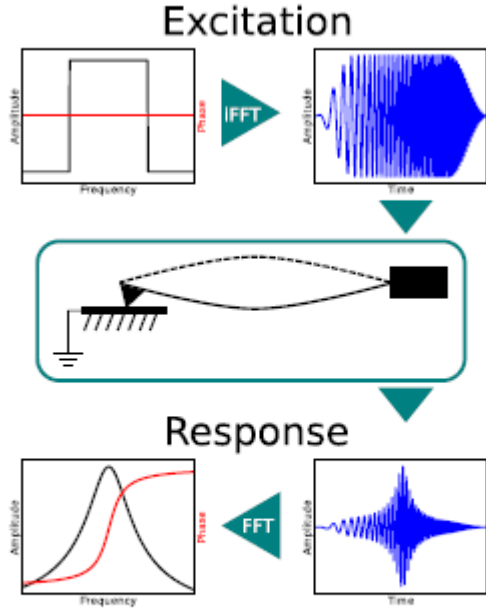 Excitation
Amplitude
Phase
Frequency
iFFT
Amplitude
Time
Response
Amplitude
Phase
Frequency
FFT
Amplitude
Time